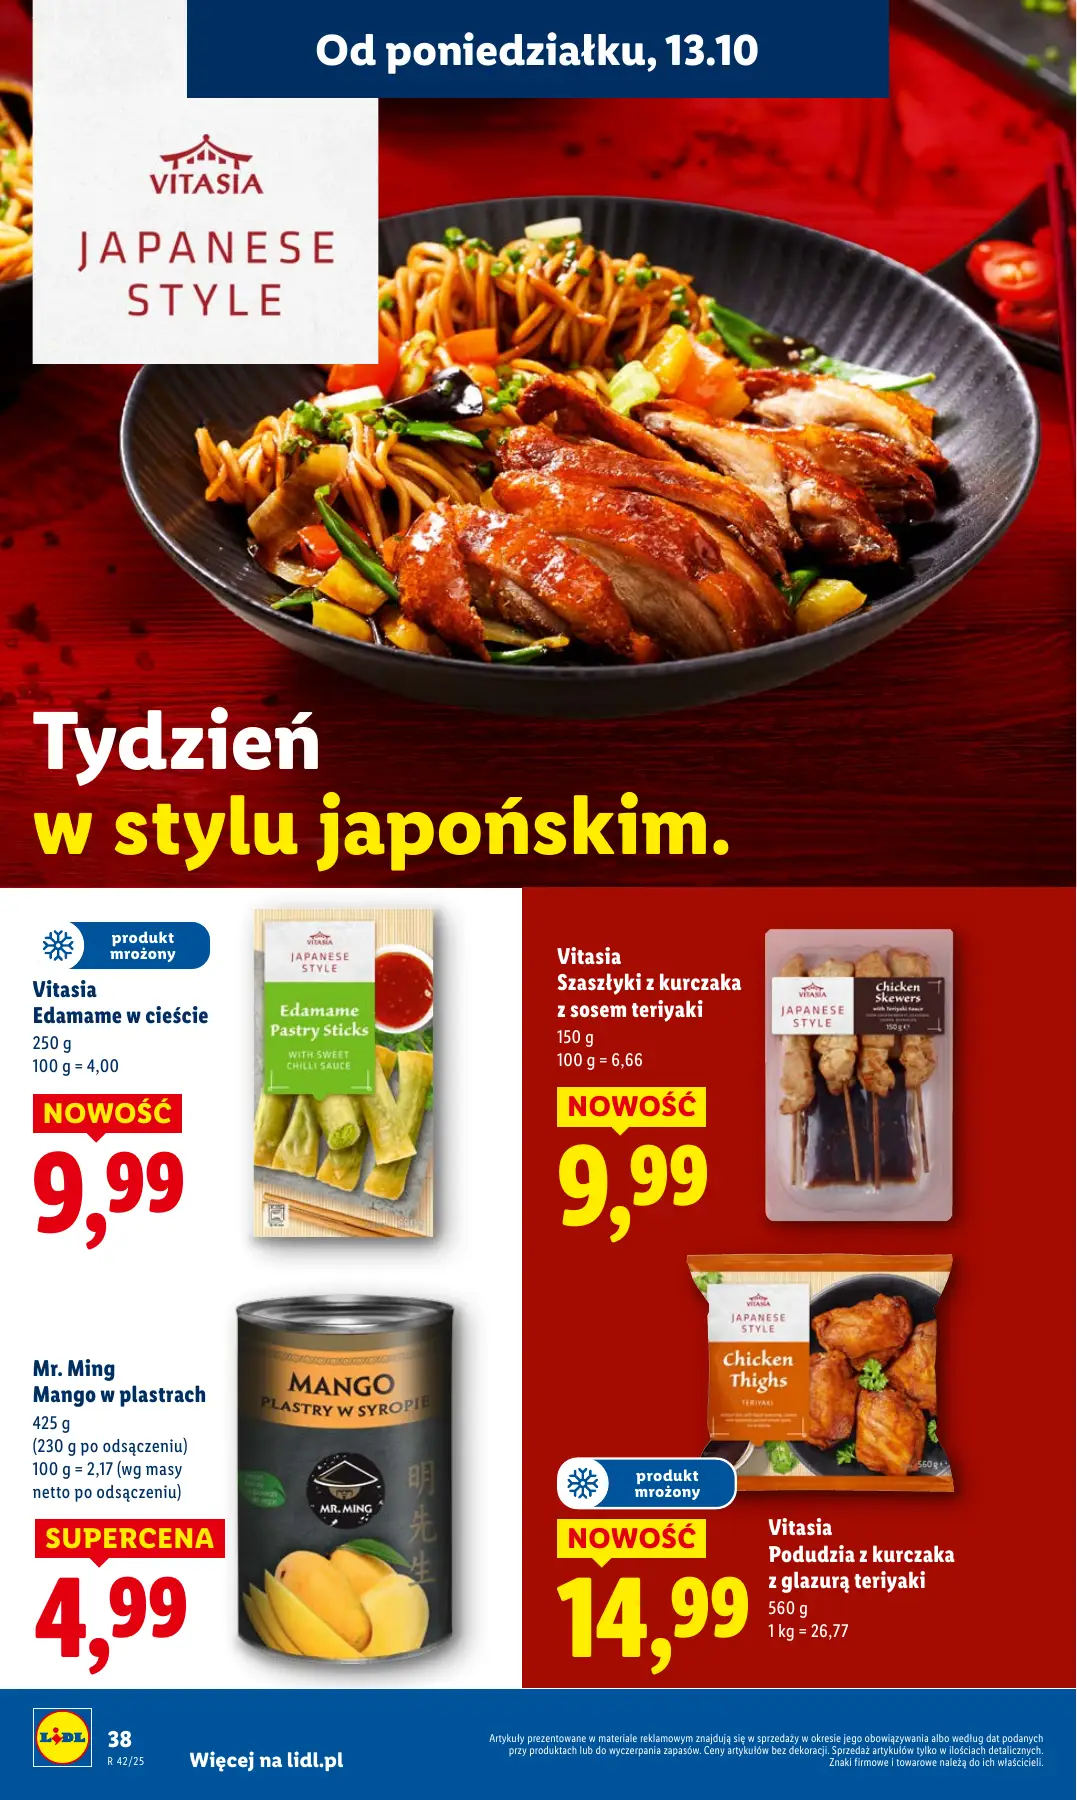 Od poniedziałku, 13.10
VITASIA
JAPANESE
STYLE
Tydzień
w stylu japońskim.
produkt
mrożony
Vitasia
Edamame w cieście
250 g
100 g = 4,00
NOWOŚĆ
9,99
VITASIA
JAPANESE
STYLE
Edamame
Pastry Sticks
WITH SWEET
CHILLI SAUCE
Vitasia
Szaszłyki z kurczaka
z sosem teriyaki
150 g
100 g = 6,66
NOWOŚĆ
9,99
VITASIA
JAPANESE
STYLE
Chicken
Skewers
with Teriyaki Sauce
150 g ℮
Mr. Ming
Mango w plastrach
425 g
(230 g po odsączeniu)
100 g = 2,17 (wg masy
netto po odsączeniu)
SUPERCENA
4,99
MANGO
PLASTRY W SYROPIE
MR. MING
明先生
VITASIA
JAPANESE
STYLE
Chicken
Thighs
TERIYAKI
560 g ℮
produkt
mrożony
NOWOŚĆ
14,99
Vitasia
Podudzia z kurczaka
z glazurą teriyaki
560 g
1 kg = 26,77
LIDL
38
R 42/25
Więcej na lidl.pl
Artykuły prezentowane w materiale reklamowym znajdują się w sprzedaży w okresie jego obowiązywania albo według dat podanych
przy produktach lub do wyczerpania zapasów. Ceny artykułów bez dekoracji. Sprzedaż artykułów tylko w ilościach detalicznych.
Znaki firmowe i towarowe należą do ich właścicieli.